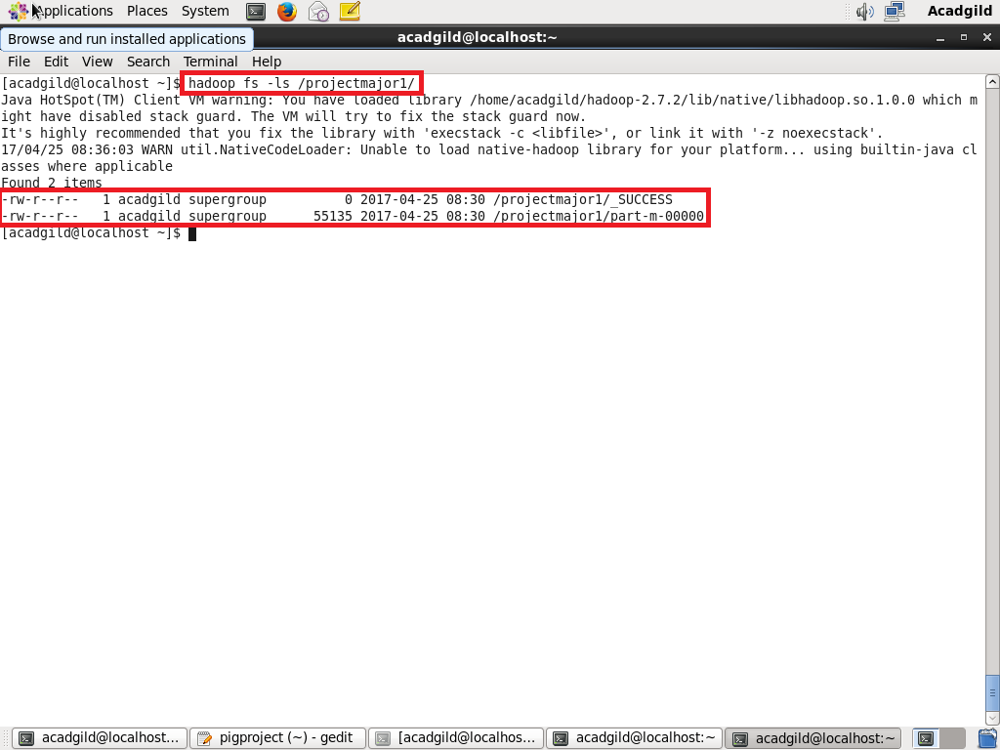 Applications Places System Acadgild
Browse and run installed applications
acadgild@localhost:~
File Edit View Search Terminal Help
[acadgild@localhost ~]$ hadoop fs -ls /projectmajor1/
Java HotSpot(TM) Client VM warning: You have loaded library /home/acadgild/hadoop-2.7.2/lib/native/libhadoop.so.1.0.0 which m
ight have disabled stack guard. The VM will try to fix the stack guard now.
It's highly recommended that you fix the library with 'execstack -c <libfile>', or link it with '-z noexecstack'.
17/04/25 08:36:03 WARN util.NativeCodeLoader: Unable to load native-hadoop library for your platform... using builtin-java cl
asses where applicable
Found 2 items
-rw-r--r--   1 acadgild supergroup          0 2017-04-25 08:30 /projectmajor1/_SUCCESS
-rw-r--r--   1 acadgild supergroup      55135 2017-04-25 08:30 /projectmajor1/part-m-00000
[acadgild@localhost ~]$
acadgild@localhost... pigproject (~) - gedit [acadgild@localhos... acadgild@localhost:~ acadgild@localhost:~